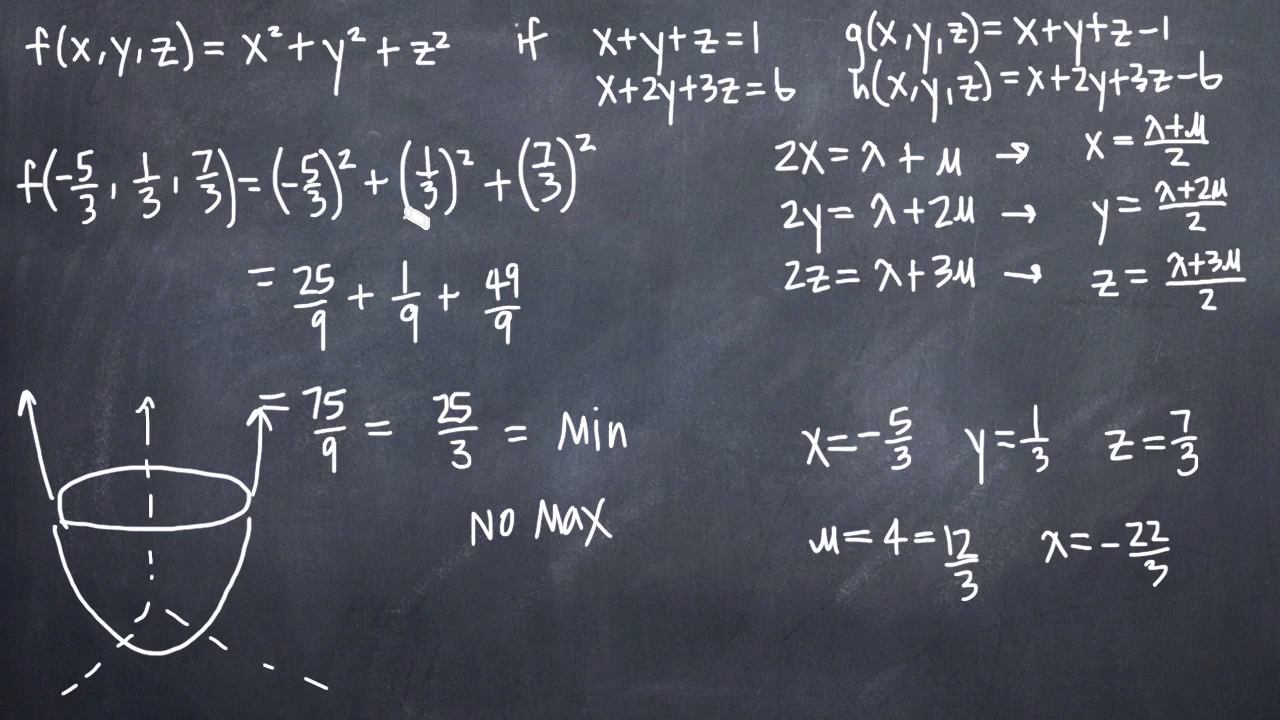 f(x,y,z) = x² + y² + z² if x+y+z=1 g(x,y,z) = x+y+z-1
x+2y+3z=6 h(x,y,z) = x+2y+3z-6
f(-5/3, 1/3, 7/3) = (-5/3)² + (1/3)² + (7/3)²
= 25/9 + 1/9 + 49/9
= 75/9 = 25/3 = Min
NO MAX
2x = λ + μ → x = λ+μ/2
2y = λ+2μ → y = λ+2μ/2
2z = λ+3μ → z = λ+3μ/2
x=-5/3 y=1/3 z=7/3
μ=4=12/3 λ=-22/3